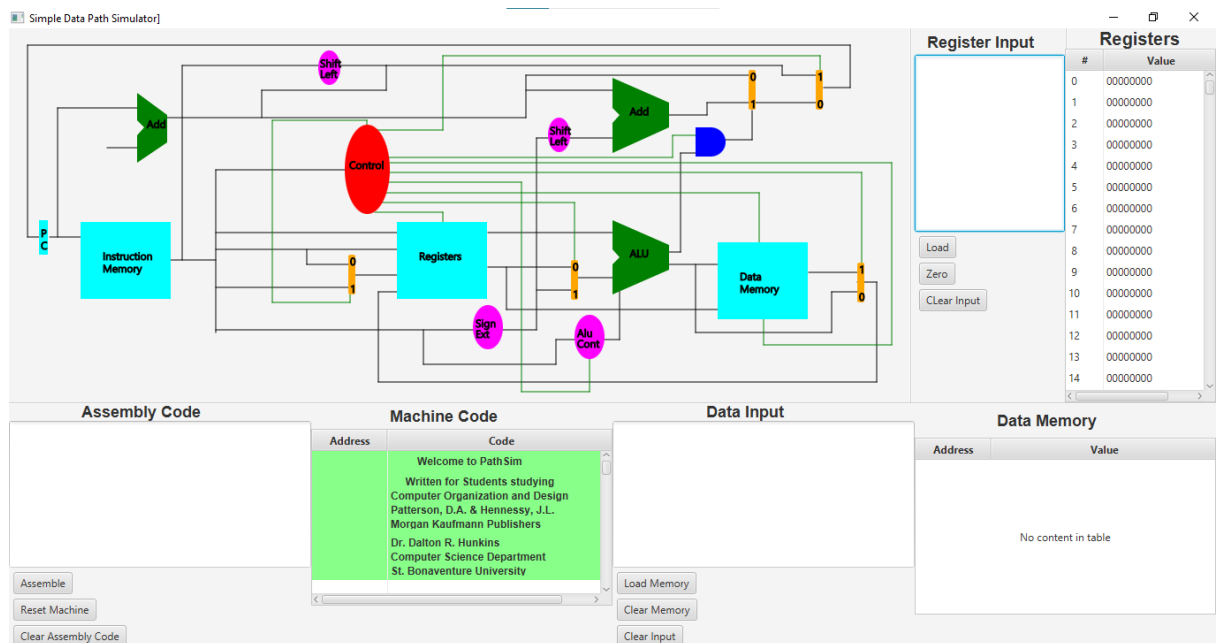 Simple Data Path Simulator]
Shift
Left
Add
Control
P
C
Instruction
Memory
0
1
Registers
Sign
Ext
Shift
Left
Add
0
1
ALU
Alu
Cont
Data
Memory
0
1
1
0
1
0
Register Input
Load
Zero
CLear Input
Registers
# Value
0 00000000
1 00000000
2 00000000
3 00000000
4 00000000
5 00000000
6 00000000
7 00000000
8 00000000
9 00000000
10 00000000
11 00000000
12 00000000
13 00000000
14 00000000
Assembly Code
Assemble
Reset Machine
Clear Assembly Code
Machine Code
Address Code
Welcome to PathSim
Written for Students studying
Computer Organization and Design
Patterson, D.A. & Hennessy, J.L.
Morgan Kaufmann Publishers
Dr. Dalton R. Hunkins
Computer Science Department
St. Bonaventure University
Data Input
Load Memory
Clear Memory
Clear Input
Data Memory
Address Value
No content in table